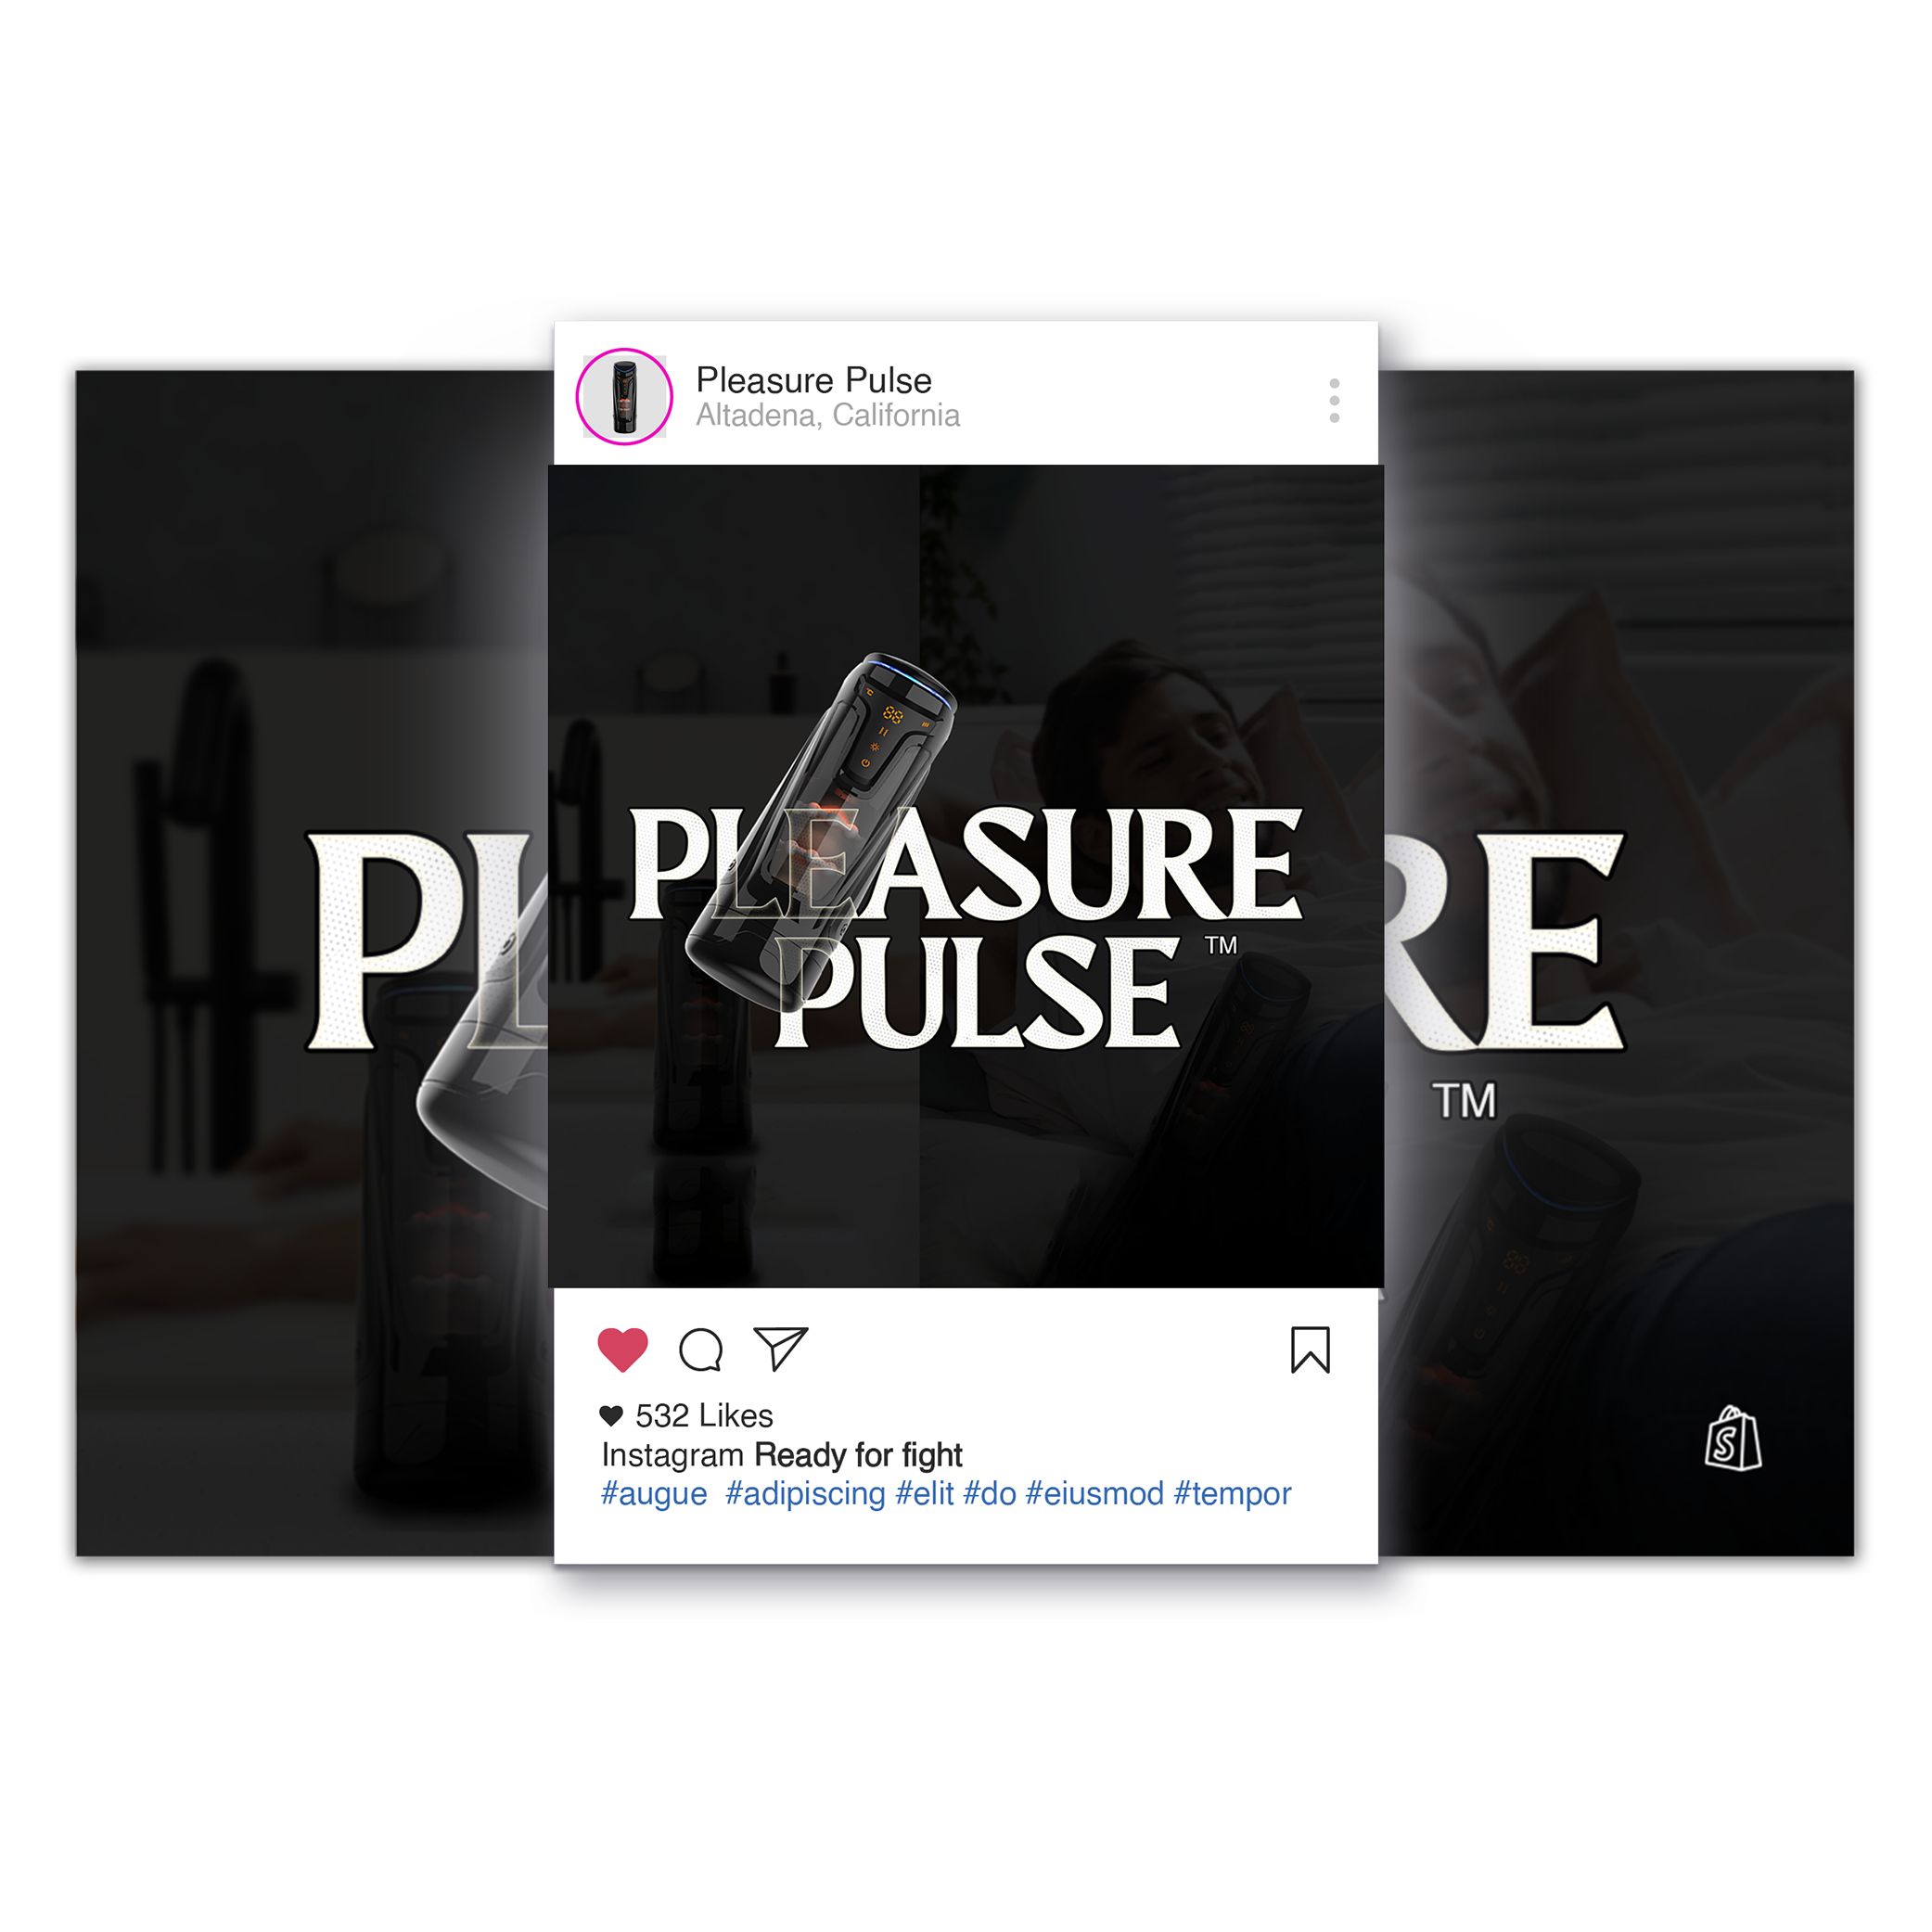 Pleasure Pulse
Altadena, California
PLEASURE
PULSE ™
PL
RE
TM
532 Likes
Instagram Ready for fight
#augue #adipiscing #elit #do #eiusmod #tempor